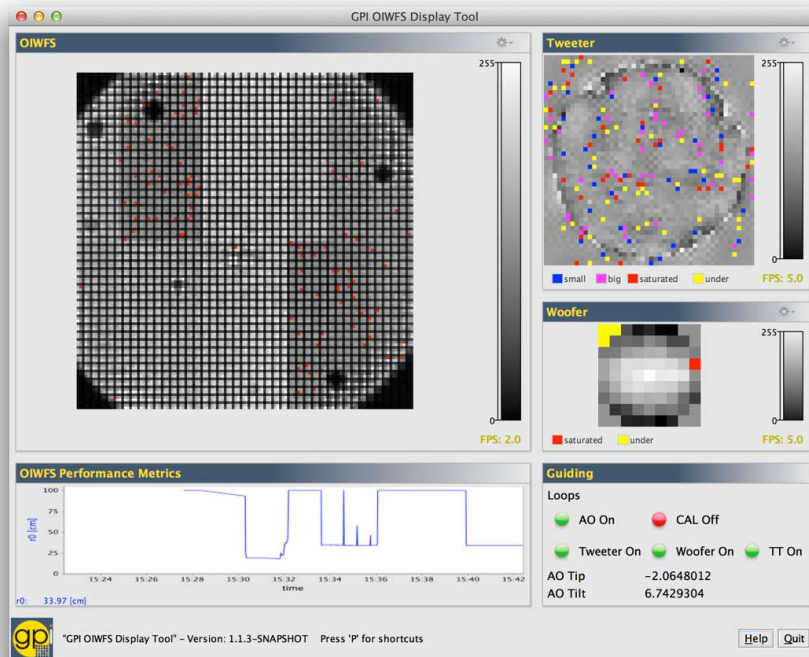 GPI OIWFS Display Tool
OIWFS
255
0
FPS: 2.0
Tweeter
255
0
small big saturated under
FPS: 5.0
Woofer
255
0
saturated under
FPS: 5.0
OIWFS Performance Metrics
r0 [cm]
100
75
50
25
0
15:24 15:26 15:28 15:30 15:32 15:34 15:36 15:38 15:40 15:42
time
r0: 33.97 [cm]
Guiding
Loops
AO On CAL Off
Tweeter On Woofer On TT On
AO Tip -2.0648012
AO Tilt 6.7429304
gpi
"GPI OIWFS Display Tool" - Version: 1.1.3-SNAPSHOT Press 'P' for shortcuts
Help Quit